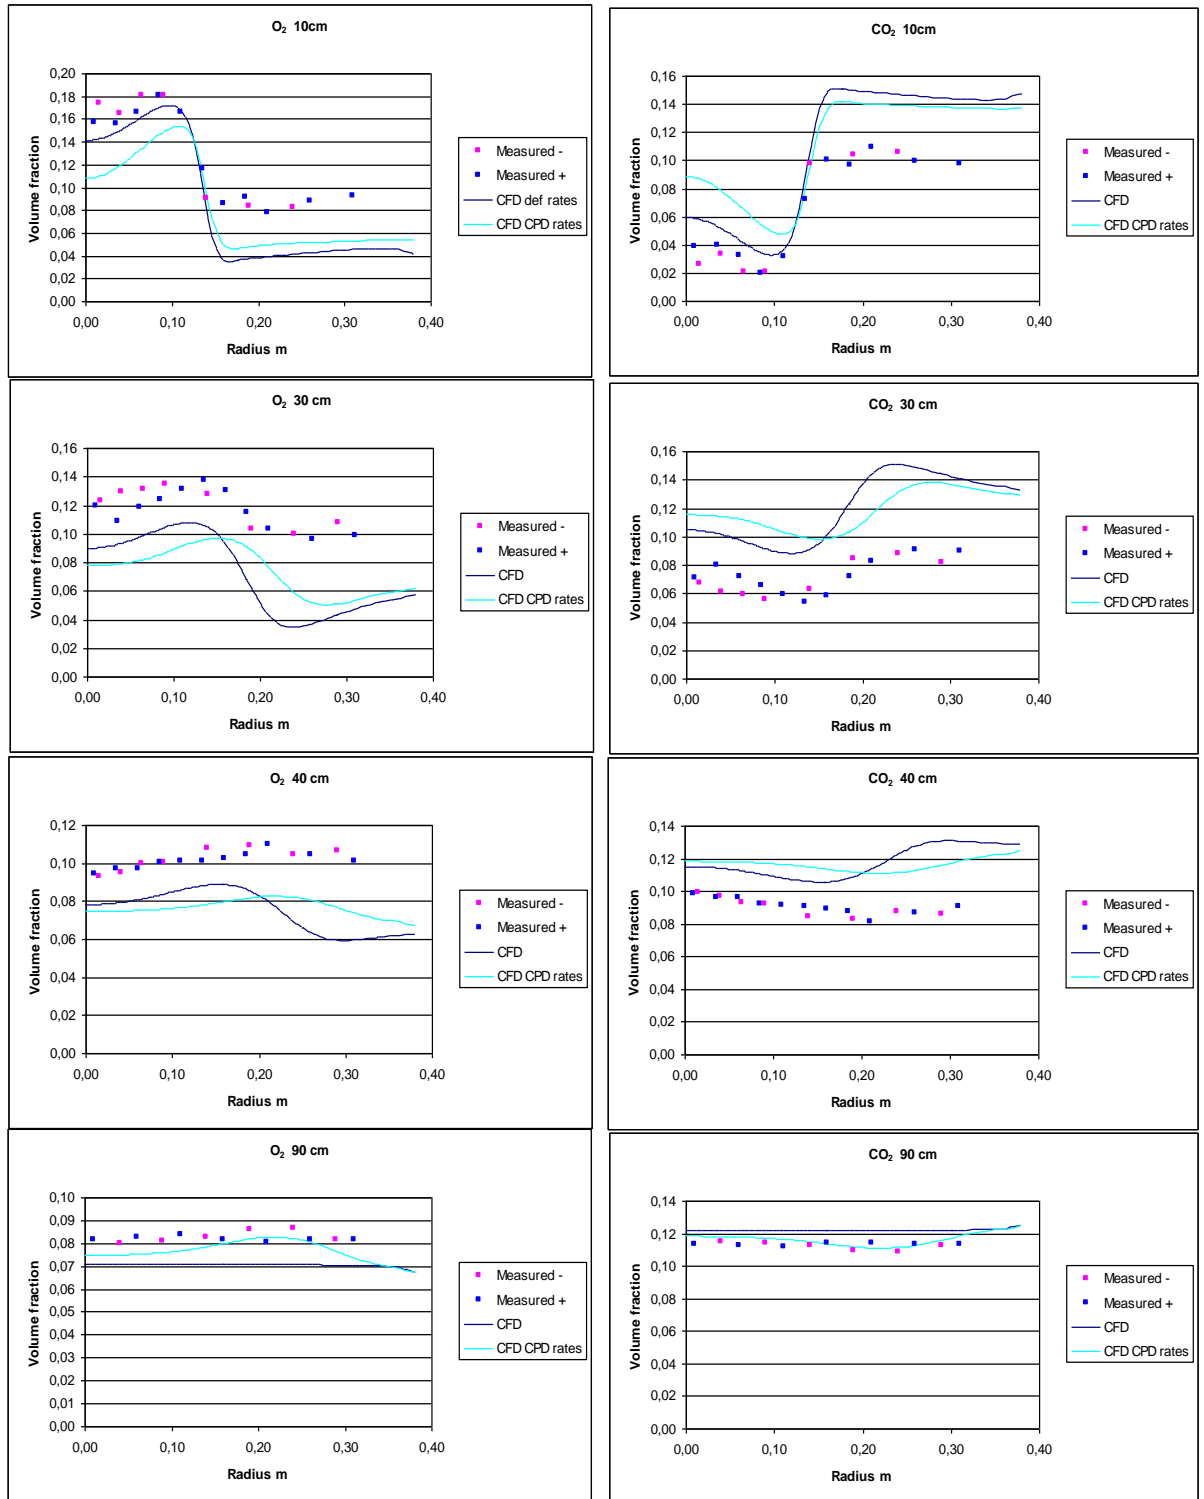 O₂ 10cm
0,20
0,18
0,16
0,14
0,12
0,10
0,08
0,06
0,04
0,02
0,00
0,00 0,10 0,20 0,30 0,40
Volume fraction
Radius m
Measured -
Measured +
CFD def rates
CFD CPD rates
CO₂ 10cm
0,16
0,14
0,12
0,10
0,08
0,06
0,04
0,02
0,00
0,00 0,10 0,20 0,30 0,40
Volume fraction
Radius m
Measured -
Measured +
CFD
CFD CPD rates
O₂ 30 cm
0,16
0,14
0,12
0,10
0,08
0,06
0,04
0,02
0,00
0,00 0,10 0,20 0,30 0,40
Volume fraction
Radius m
Measured -
Measured +
CFD
CFD CPD rates
CO₂ 30 cm
0,16
0,14
0,12
0,10
0,08
0,06
0,04
0,02
0,00
0,00 0,10 0,20 0,30 0,40
Volume fraction
Radius m
Measured -
Measured +
CFD
CFD CPD rates
O₂ 40 cm
0,12
0,10
0,08
0,06
0,04
0,02
0,00
0,00 0,10 0,20 0,30 0,40
Volume fraction
Radius m
Measured -
Measured +
CFD
CFD CPD rates
CO₂ 40 cm
0,14
0,12
0,10
0,08
0,06
0,04
0,02
0,00
0,00 0,10 0,20 0,30 0,40
Volume fraction
Radius m
Measured -
Measured +
CFD
CFD CPD rates
O₂ 90 cm
0,10
0,09
0,08
0,07
0,06
0,05
0,04
0,03
0,02
0,01
0,00
0,00 0,10 0,20 0,30 0,40
Volume fraction
Radius m
Measured -
Measured +
CFD
CFD CPD rates
CO₂ 90 cm
0,14
0,12
0,10
0,08
0,06
0,04
0,02
0,00
0,00 0,10 0,20 0,30 0,40
Volume fraction
Radius m
Measured -
Measured +
CFD
CFD CPD rates